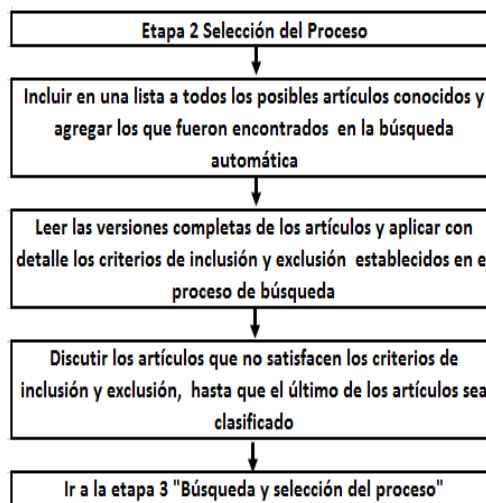 Etapa 2 Selección del Proceso
Incluir en una lista a todos los posibles artículos conocidos y
agregar los que fueron encontrados en la búsqueda
automática
Leer las versiones completas de los artículos y aplicar con
detalle los criterios de inclusión y exclusión establecidos en e
proceso de búsqueda
Discutir los artículos que no satisfacen los criterios de
inclusión y exclusión, hasta que el último de los artículos sea
clasificado
Ir a la etapa 3 "Búsqueda y selección del proceso"